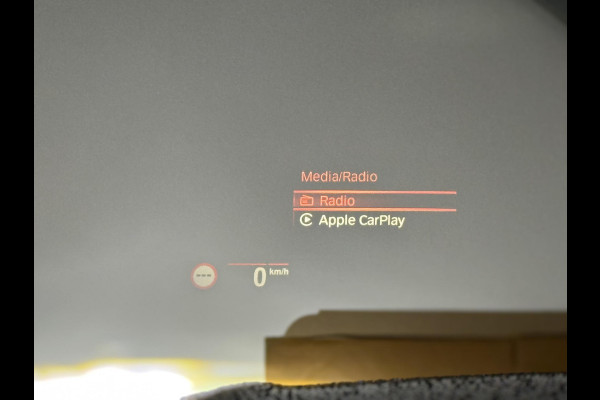 Media/Radio
Radio
Apple CarPlay
---
0 km/h